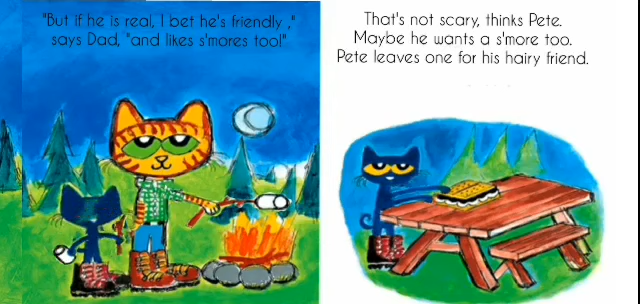 "But if he is real, I bet he's friendly ,"
says Dad, "and likes s'mores too!"
That's not scary, thinks Pete.
Maybe he wants a s'more too.
Pete leaves one for his hairy friend.